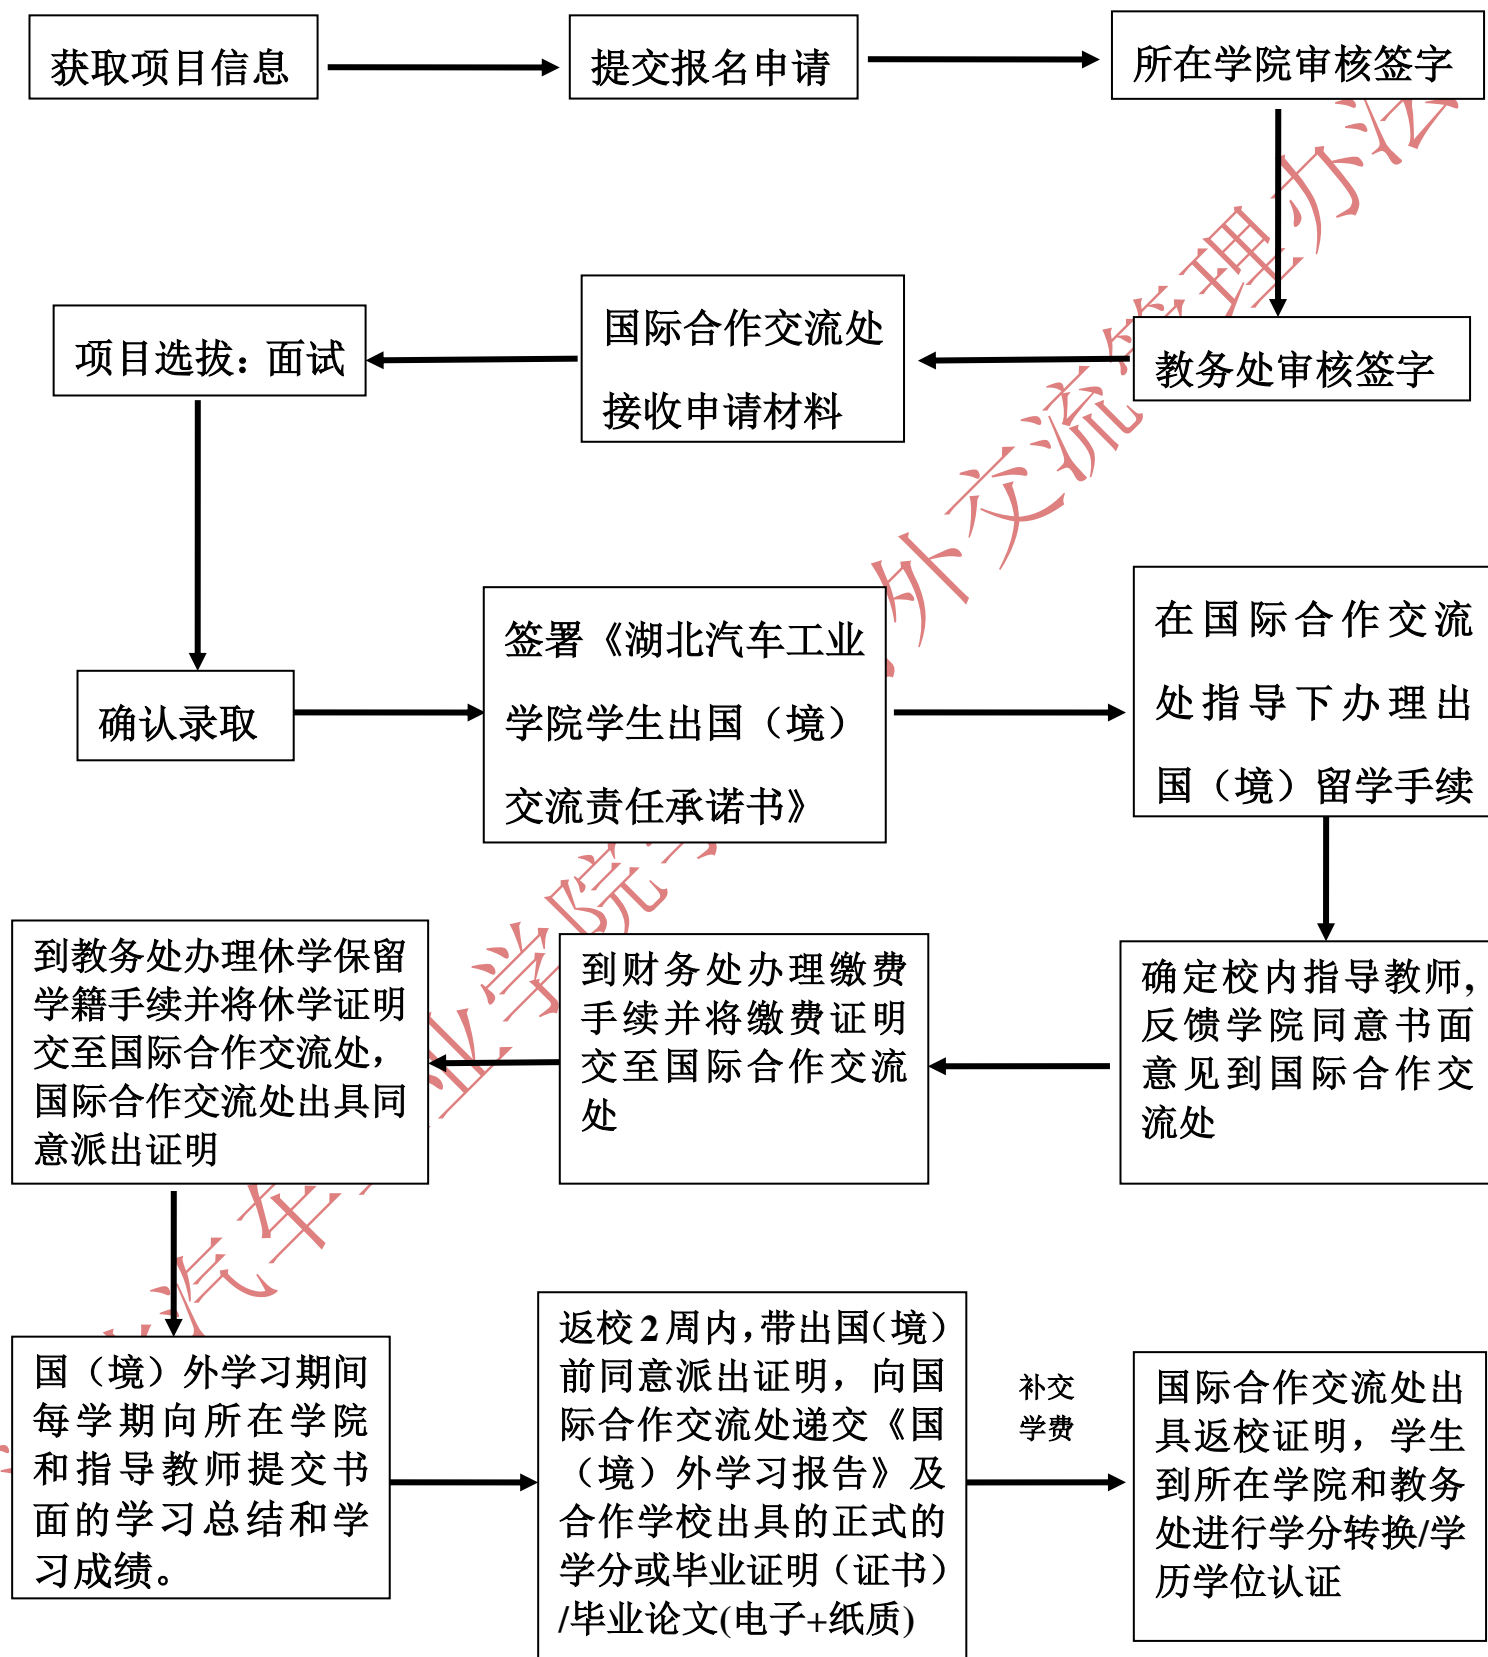 获取项目信息
提交报名申请
所在学院审核签字
项目选拔：面试
国际合作交流处
接收申请材料
教务处审核签字
确认录取
签署《湖北汽车工业
学院学生出国（境）
交流责任承诺书》
在国际合作交流
处指导下办理出
国（境）留学手续
到教务处办理休学保留
学籍手续并将休学证明
交至国际合作交流处，
国际合作交流处出具同
意派出证明
到财务处办理缴费
手续并将缴费证明
交至国际合作交流
处
确定校内指导教师，
反馈学院同意书面
意见到国际合作交
流处
国（境）外学习期间
每学期向所在学院
和指导教师提交书
面的学习总结和学
习成绩。
返校2周内，带出国（境）
前同意派出证明，向国
际合作交流处递交《国
（境）外学习报告》及
合作学校出具的正式的
学分或毕业证明（证书）
/毕业论文(电子+纸质)
补交
学费
国际合作交流处出
具返校证明，学生
到所在学院和教务
处进行学分转换/学
历学位认证
汽车
业学院
外交流管理办法